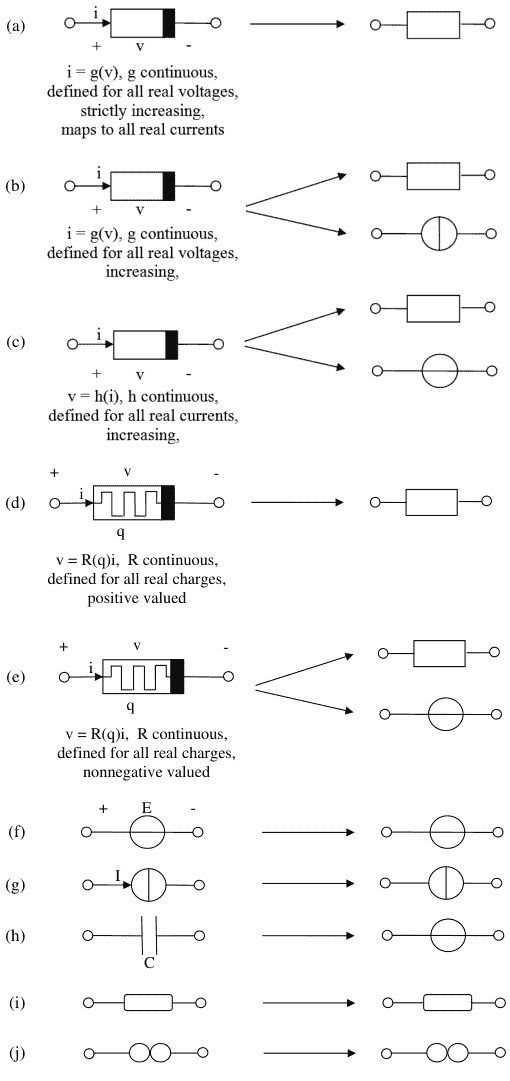 (a)
i
+ v -
i = g(v), g continuous,
defined for all real voltages,
strictly increasing,
maps to all real currents
(b)
i
+ v -
i = g(v), g continuous,
defined for all real voltages,
increasing,
(c)
i
+ v -
v = h(i), h continuous,
defined for all real currents,
increasing,
+ v -
(d)
i
q
v = R(q)i, R continuous,
defined for all real charges,
positive valued
+ v -
(e)
i
q
v = R(q)i, R continuous,
defined for all real charges,
nonnegative valued
+ E -
(f)
(g)
I
(h)
C
(i)
(j)